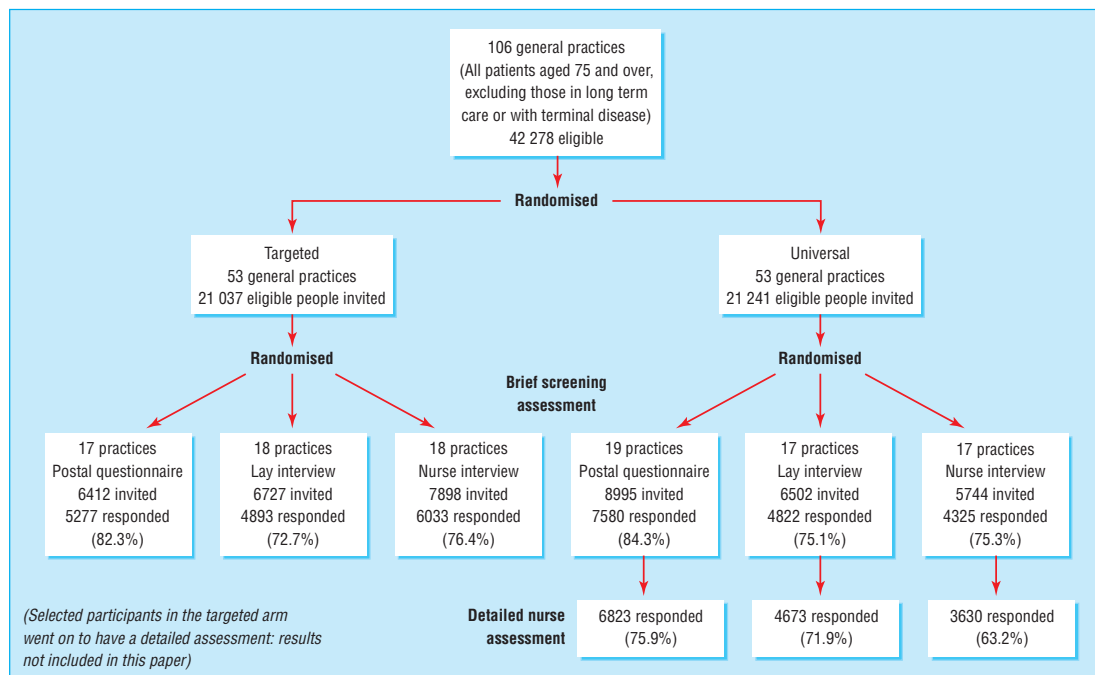 106 general practices
(All patients aged 75 and over,
excluding those in long term
care or with terminal disease)
42 278 eligible
Randomised
Targeted
53 general practices
21 037 eligible people invited
Universal
53 general practices
21 241 eligible people invited
Randomised
Randomised
Brief screening
assessment
17 practices
Postal questionnaire
6412 invited
5277 responded
(82.3%)
18 practices
Lay interview
6727 invited
4893 responded
(72.7%)
18 practices
Nurse interview
7898 invited
6033 responded
(76.4%)
19 practices
Postal questionnaire
8995 invited
7580 responded
(84.3%)
17 practices
Lay interview
6502 invited
4822 responded
(75.1%)
17 practices
Nurse interview
5744 invited
4325 responded
(75.3%)
(Selected participants in the targeted arm
went on to have a detailed assessment: results
not included in this paper)
Detailed nurse
assessment
6823 responded
(75.9%)
4673 responded
(71.9%)
3630 responded
(63.2%)